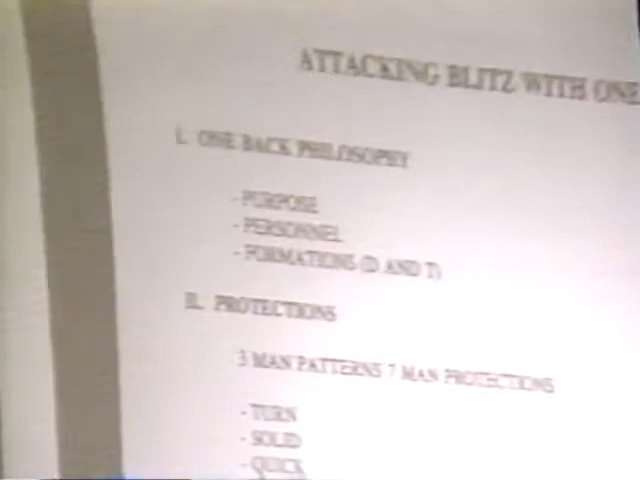 ATTACKING BLITZ WITH ONE
I. ONE BACK PHILOSOPHY
- PURPOSE
- PERSONNEL
- FORMATIONS (D AND T)
II. PROTECTIONS
3 MAN PATTERNS 7 MAN PROTECTIONS
- TURN
- SOLID
- QUICK